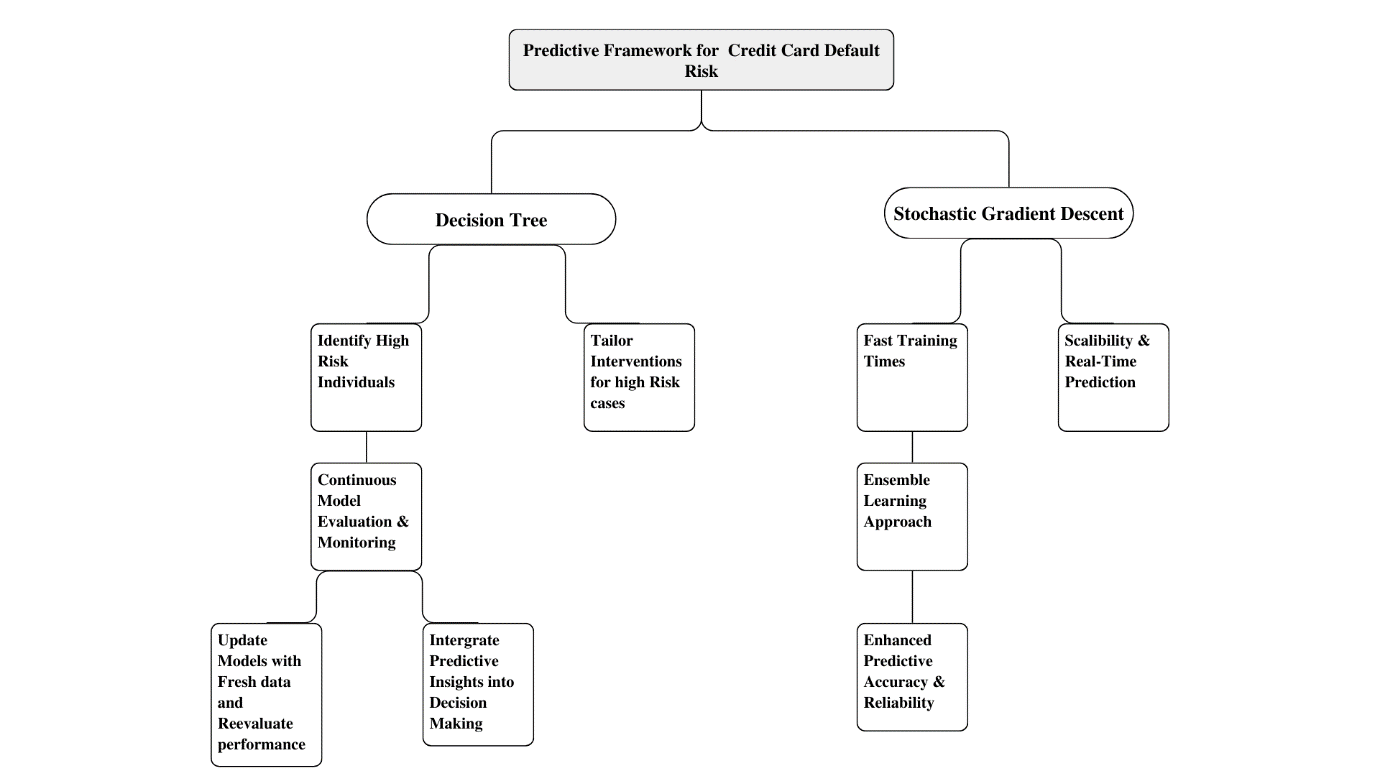 Predictive Framework for Credit Card Default
Risk
Decision Tree
Stochastic Gradient Descent
Identify High
Risk
Individuals
Tailor
Interventions
for high Risk
cases
Fast Training
Times
Scalibility &
Real-Time
Prediction
Continuous
Model
Evaluation &
Monitoring
Ensemble
Learning
Approach
Update
Models with
Fresh data
and
Reevaluate
performance
Intergrate
Predictive
Insights into
Decision
Making
Enhanced
Predictive
Accuracy &
Reliability